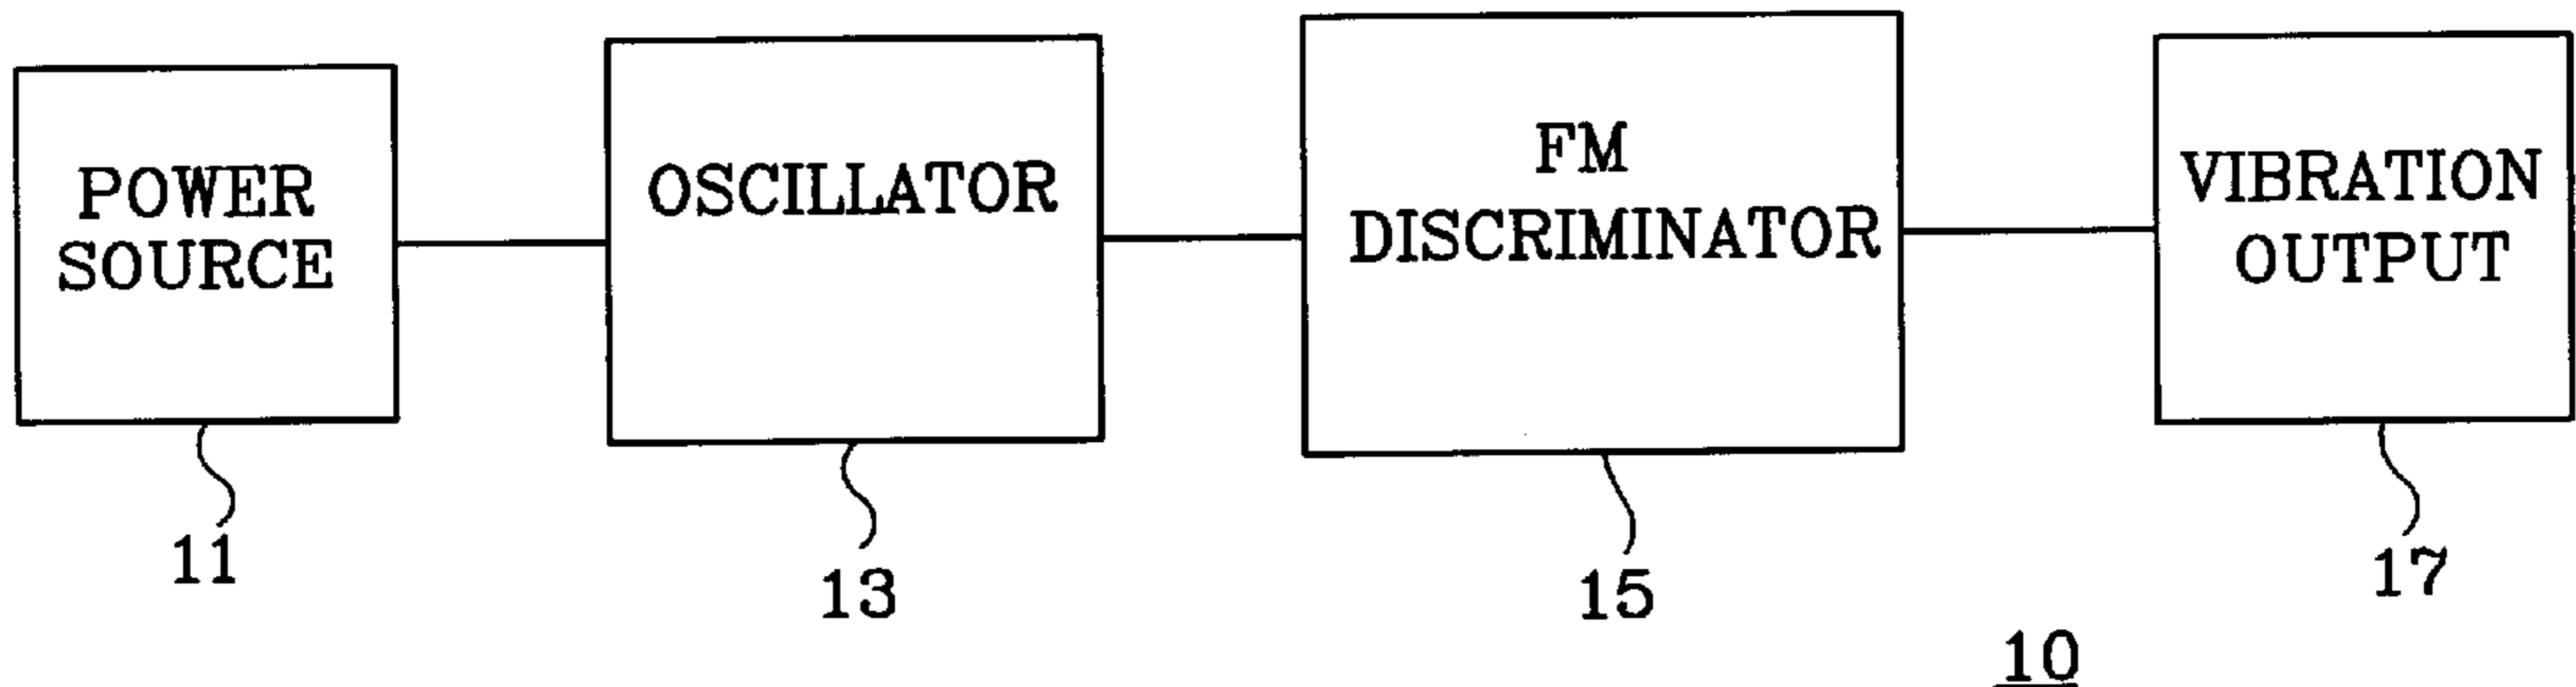 POWER
SOURCE
OSCILLATOR
FM
DISCRIMINATOR
VIBRATION
OUTPUT
11
13
15
17
10